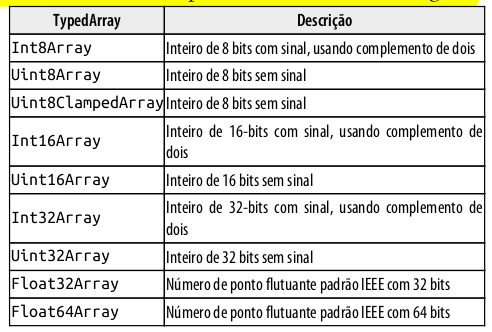 TypedArray Descrição
Int8Array Inteiro de 8 bits com sinal, usando complemento de dois
Uint8Array Inteiro de 8 bits sem sinal
Uint8ClampedArray Inteiro de 8 bits sem sinal
Int16Array Inteiro de 16-bits com sinal, usando complemento de
dois
Uint16Array Inteiro de 16 bits sem sinal
Int32Array Inteiro de 32-bits com sinal, usando complemento de
dois
Uint32Array Inteiro de 32 bits sem sinal
Float32Array Número de ponto flutuante padrão IEEE com 32 bits
Float64Array Número de ponto flutuante padrão IEEE com 64 bits